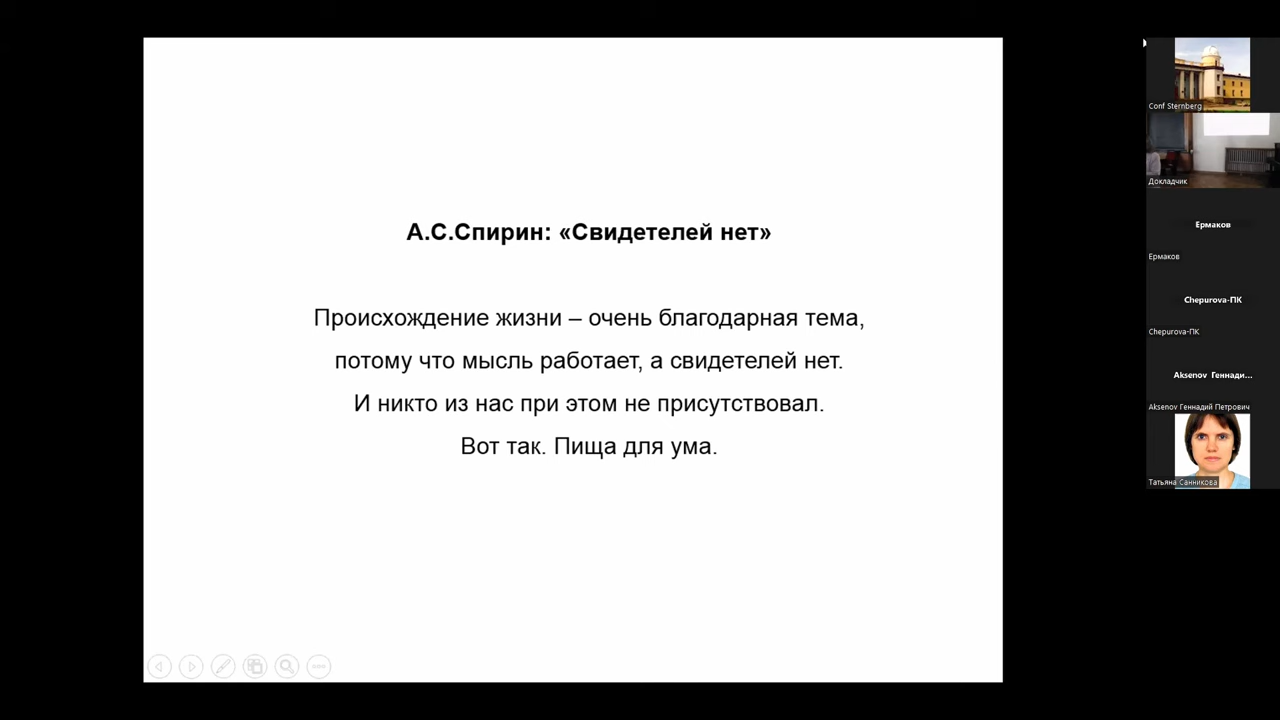 А.С.Спирин: «Свидетелей нет»
Происхождение жизни – очень благодарная тема,
потому что мысль работает, а свидетелей нет.
И никто из нас при этом не присутствовал.
Вот так. Пища для ума.
Conf Sternberg
Докладчик
Ермаков
Ермаков
Chepurova-ПК
Chepurova-ПК
Aksenov Геннади...
Aksenov Геннадий Петрович
Татьяна Санникова